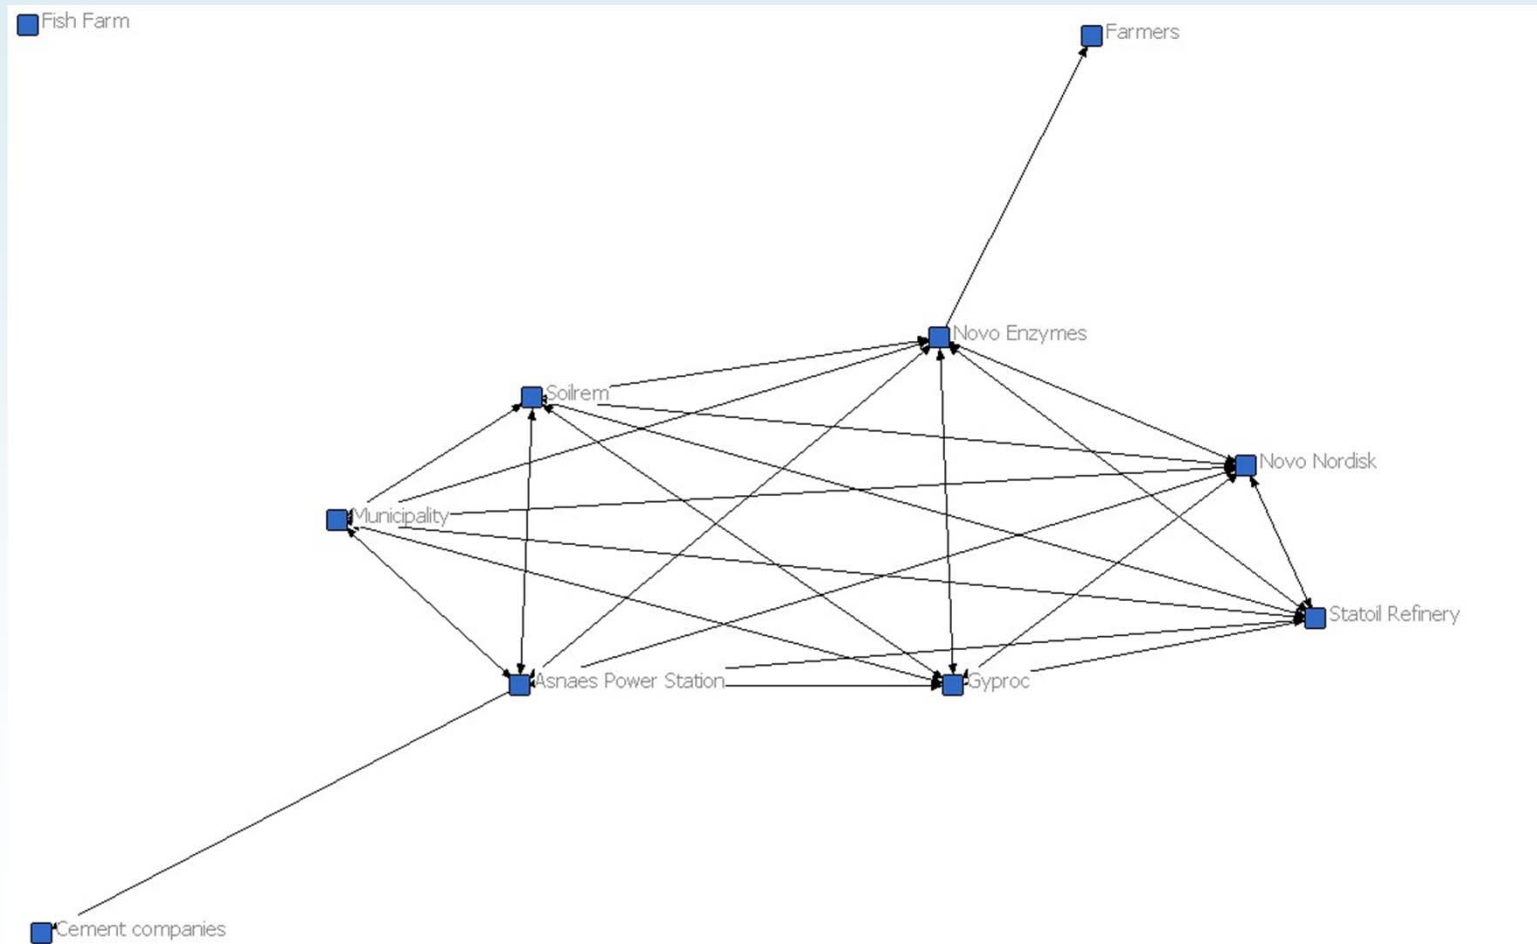 Fish Farm
Farmers
Novo Enzymes
Soilrem
Novo Nordisk
Municipality
Statoil Refinery
Asnaes Power Station
Gyproc
Cement companies